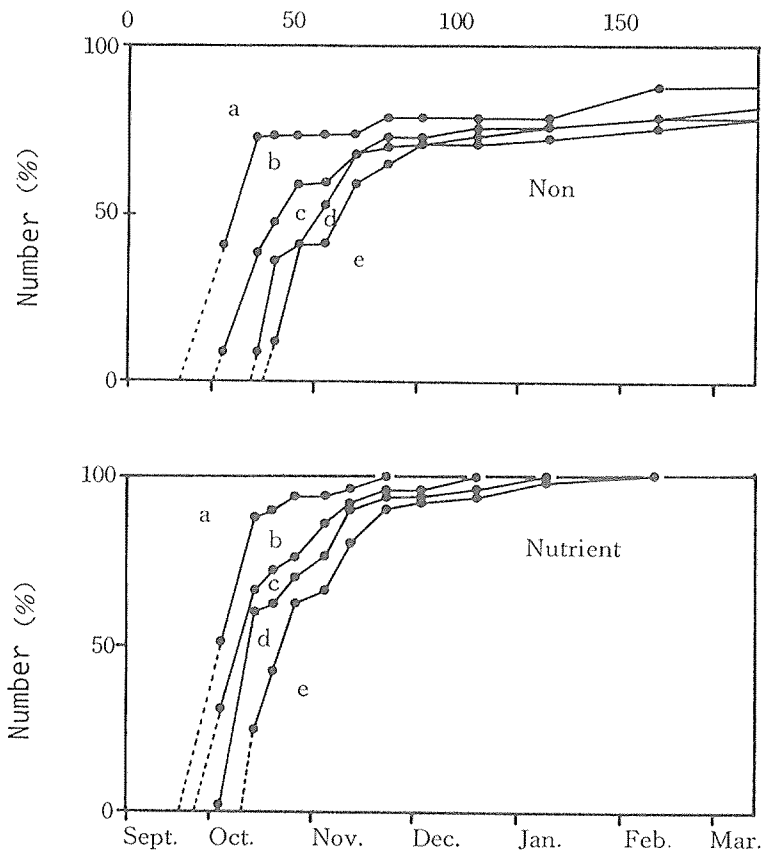 0 50 100 150
100
50
0
Number (%)
a
b
c
d
e
Non
100
50
0
Number (%)
a
b
c
d
e
Nutrient
Sept. Oct. Nov. Dec. Jan. Feb. Mar.